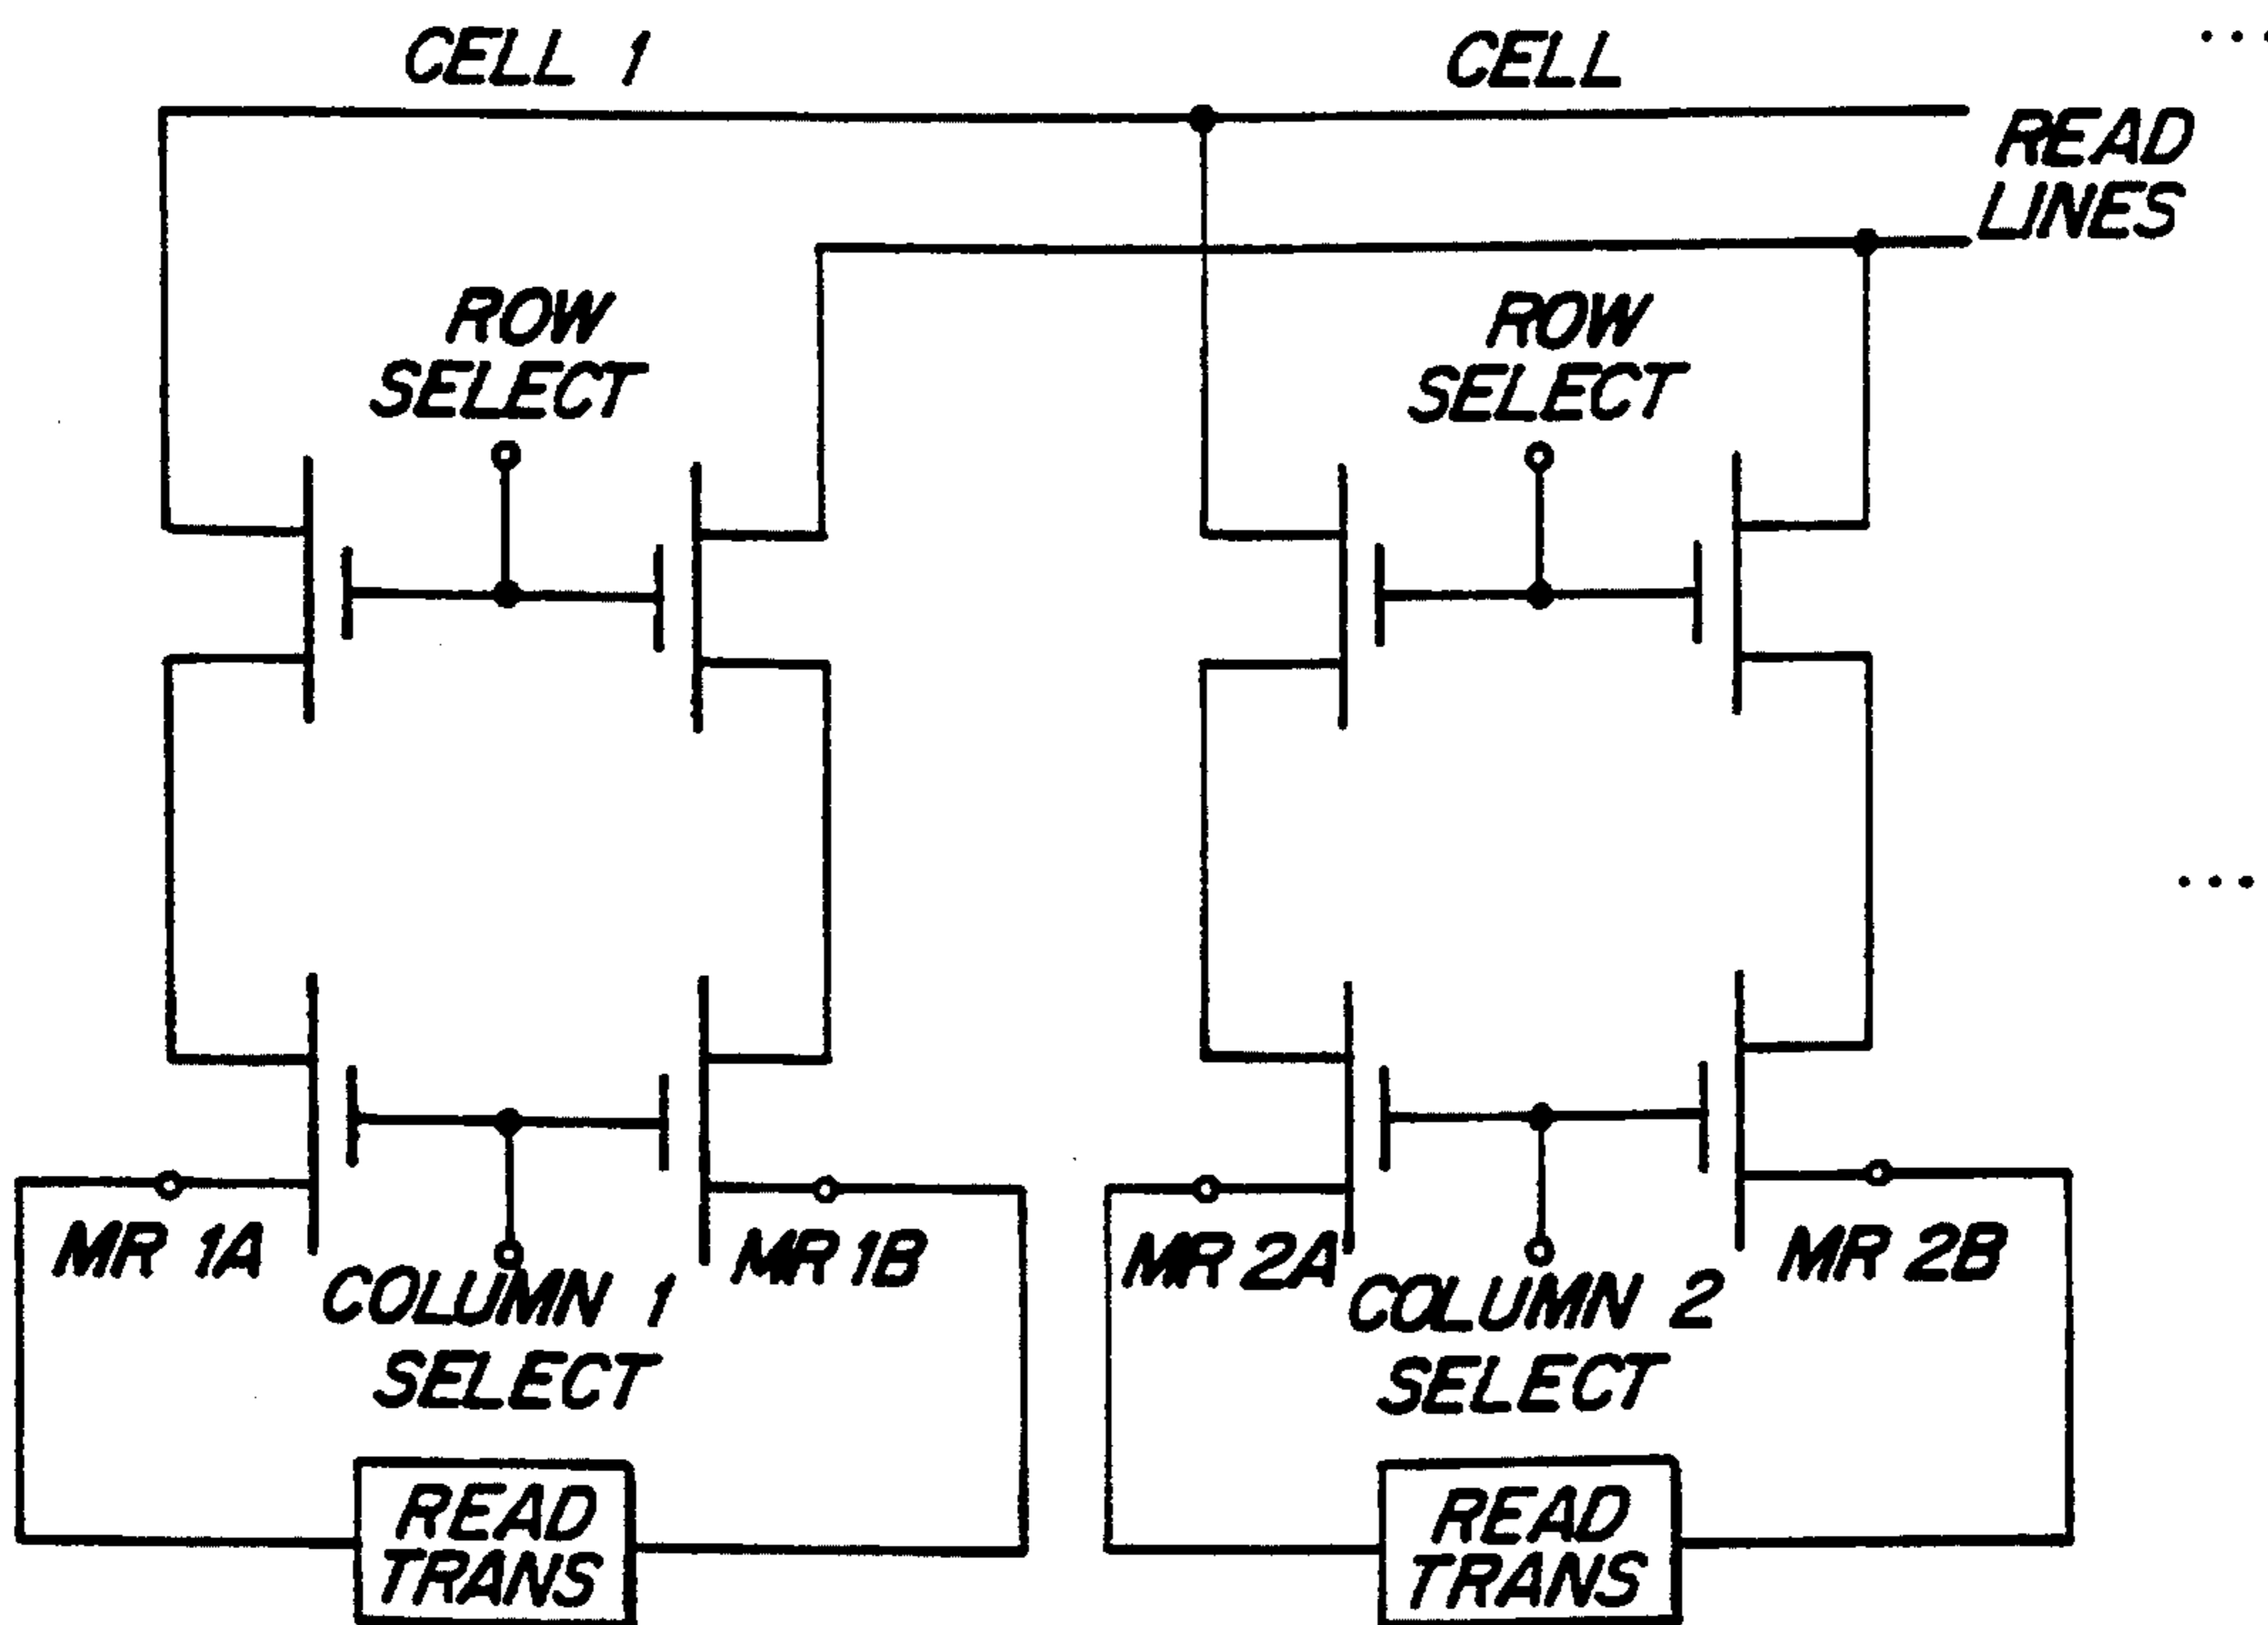 CELL 1
CELL
...
READ
LINES
ROW
SELECT
ROW
SELECT
...
MR 1A
MR 1B
MR 2A
MR 2B
COLUMN 1
SELECT
COLUMN 2
SELECT
READ
TRANS
READ
TRANS